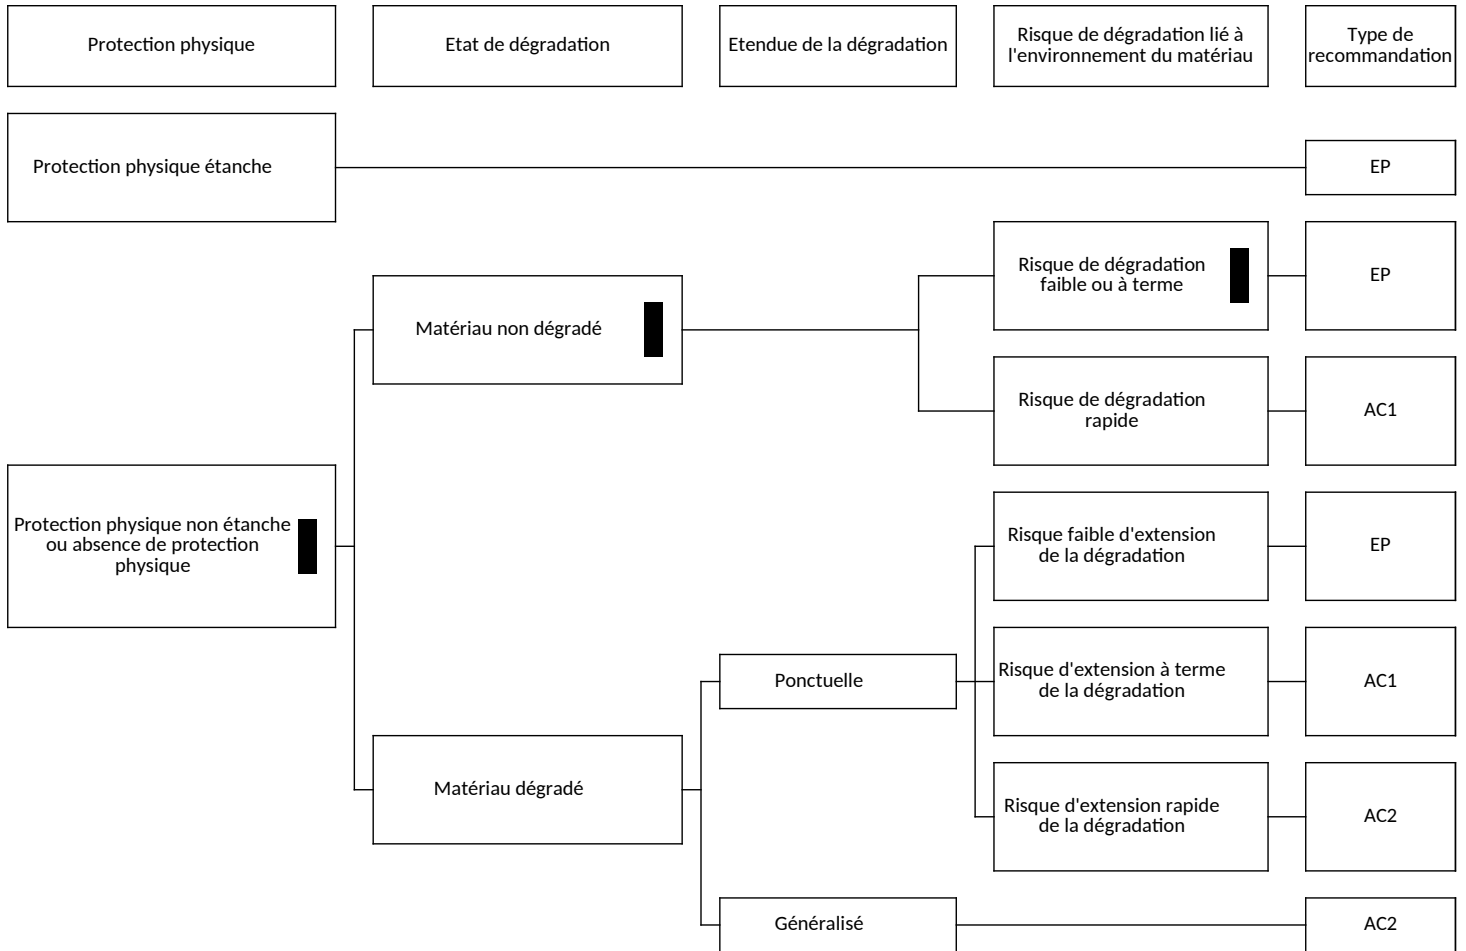 Protection physique
Etat de dégradation
Etendue de la dégradation
Risque de dégradation lié à
l'environnement du matériau
Type de
recommandation
Protection physique étanche
EP
Risque de dégradation
faible ou à terme
EP
Matériau non dégradé
Risque de dégradation
rapide
AC1
Protection physique non étanche
ou absence de protection
physique
Risque faible d'extension
de la dégradation
EP
Ponctuelle
Risque d'extension à terme
de la dégradation
AC1
Matériau dégradé
Risque d'extension rapide
de la dégradation
AC2
Généralisé
AC2